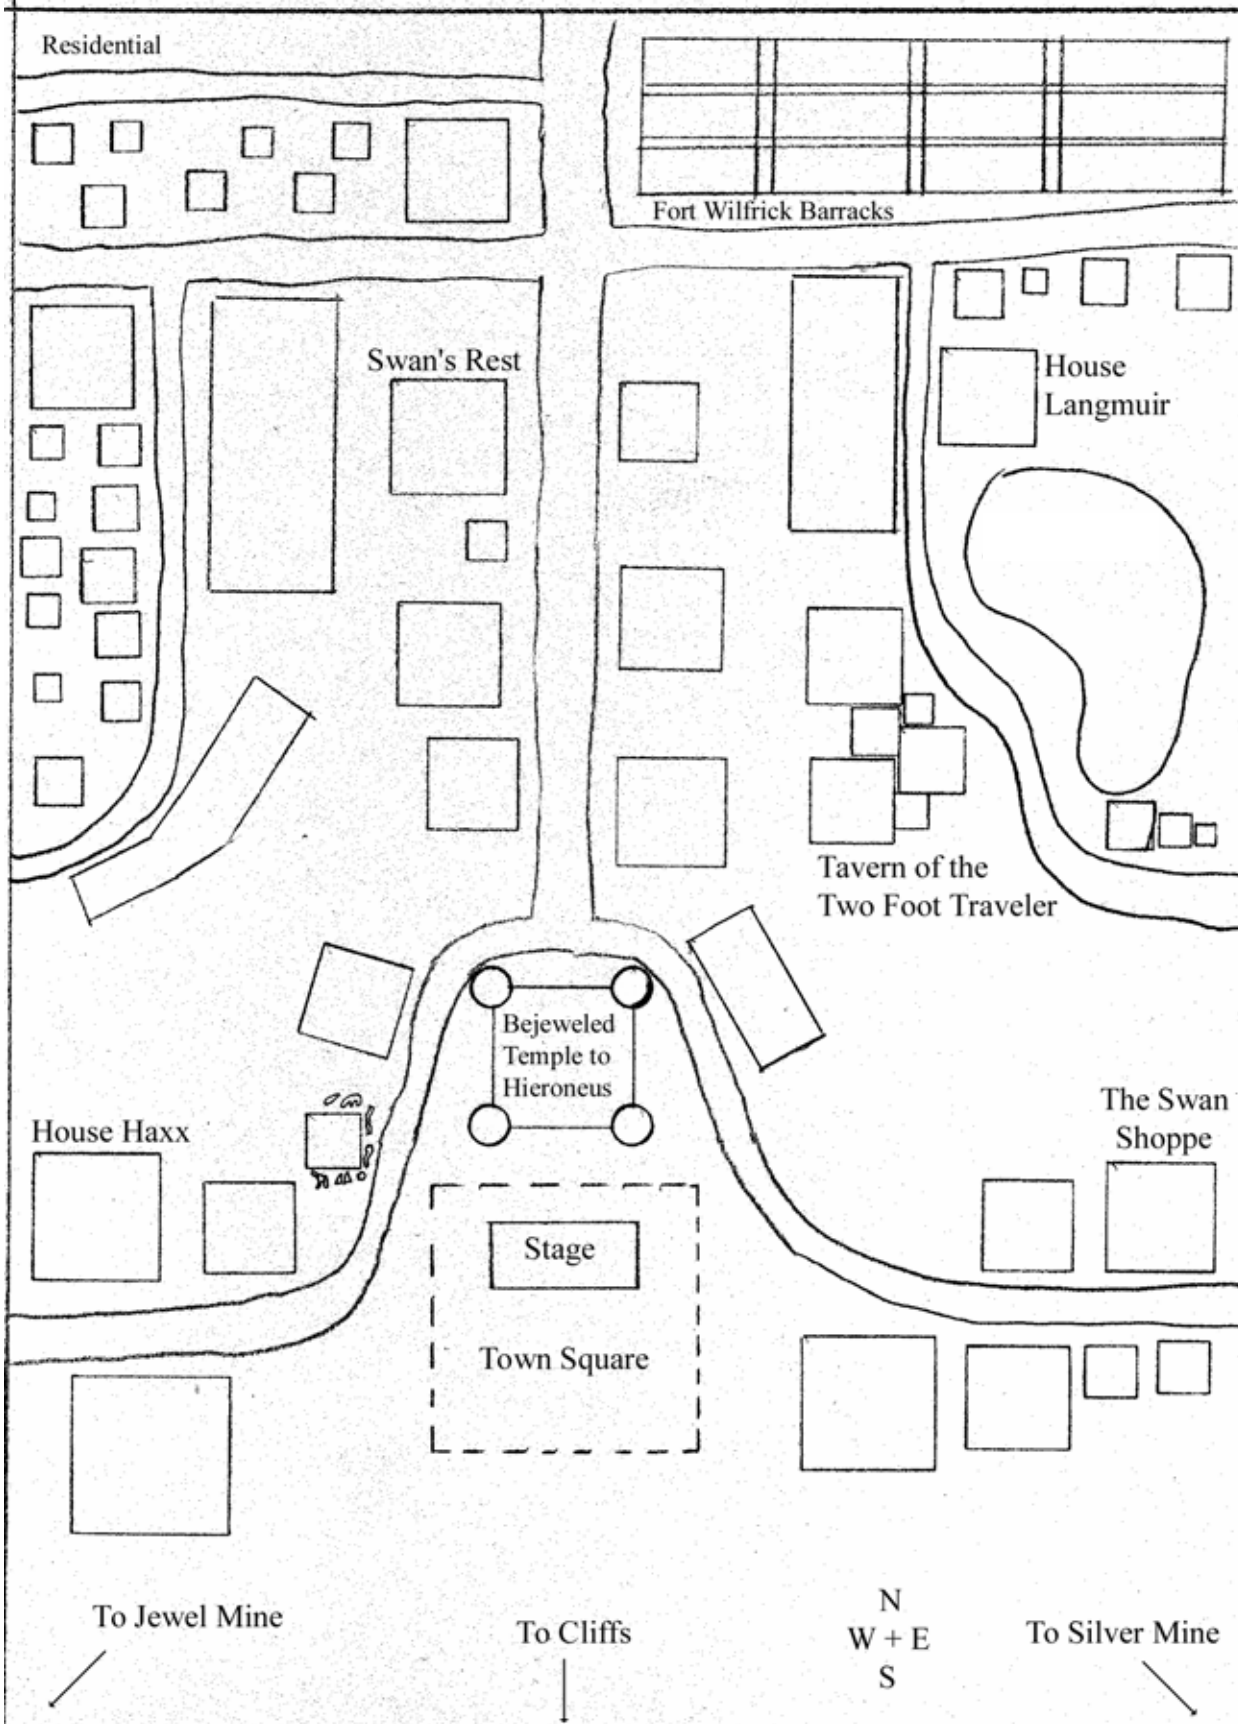 Residential
Fort Wilfrick Barracks
Swan's Rest
House
Langmuir
Tavern of the
Two Foot Traveler
Bejeweled
Temple to
Hieroneus
The Swan
Shoppe
House Haxx
Stage
Town Square
To Jewel Mine
To Cliffs
N
W + E
S
To Silver Mine